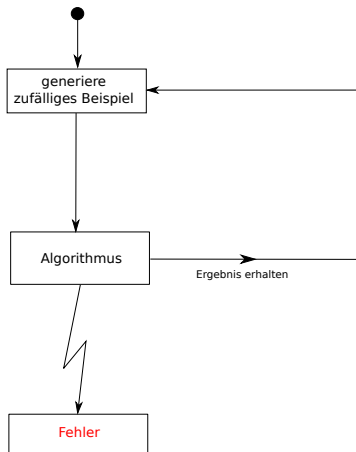 generiere
zufälliges Beispiel
Algorithmus
Ergebnis erhalten
Fehler